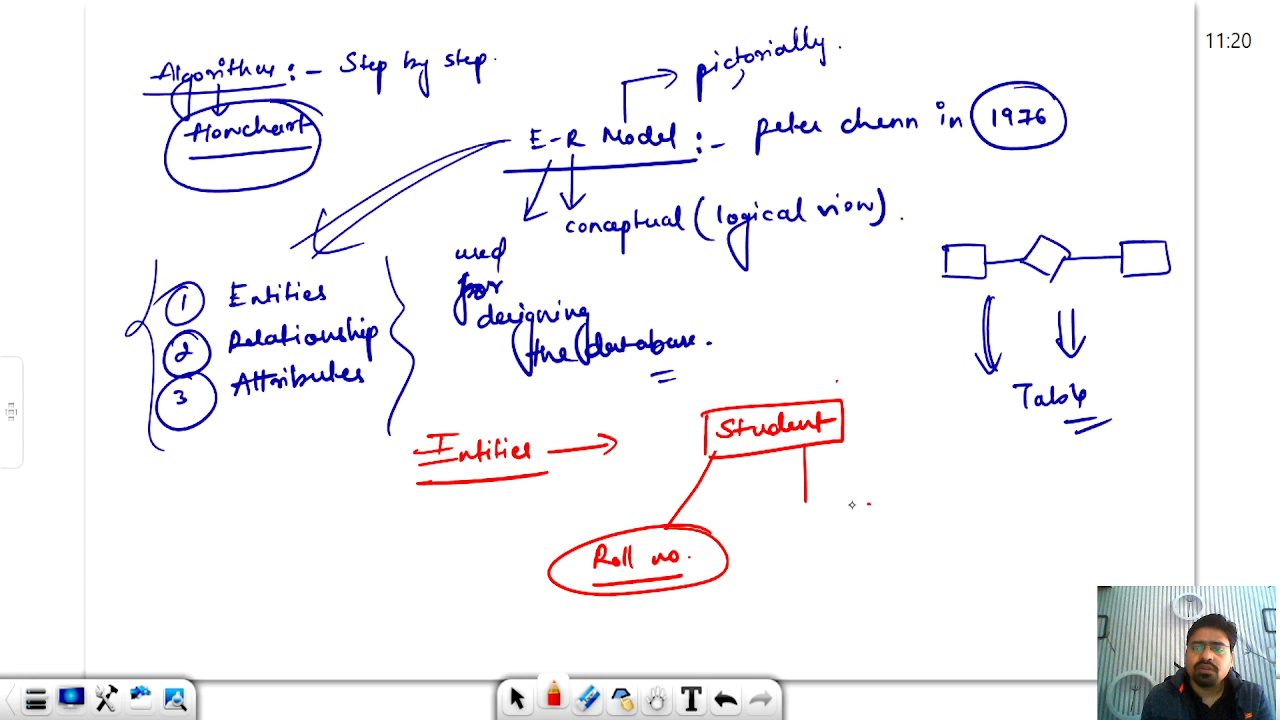 11:20
Algorithm :- Step by step.
flowchart
pictorially.
E-R Model :- peter chenn in 1976
conceptual (logical view).
used
for
designing
the database.
1 Entities
2 Relationship
3 Attributes
Table
Entities
Student
Roll no.
T